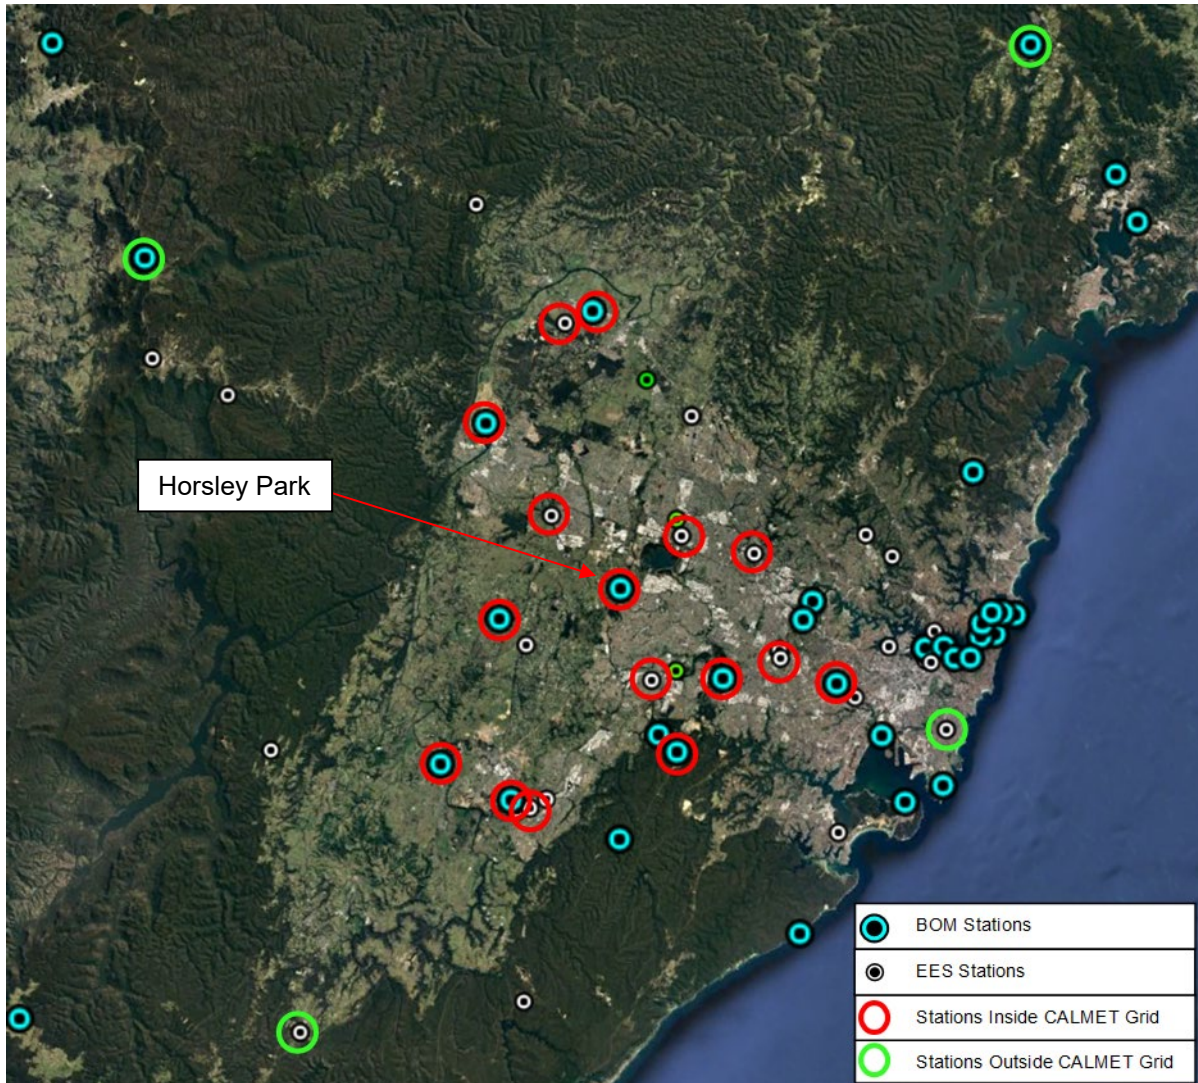 Horsley Park
BOM Stations
EES Stations
Stations Inside CALMET Grid
Stations Outside CALMET Grid